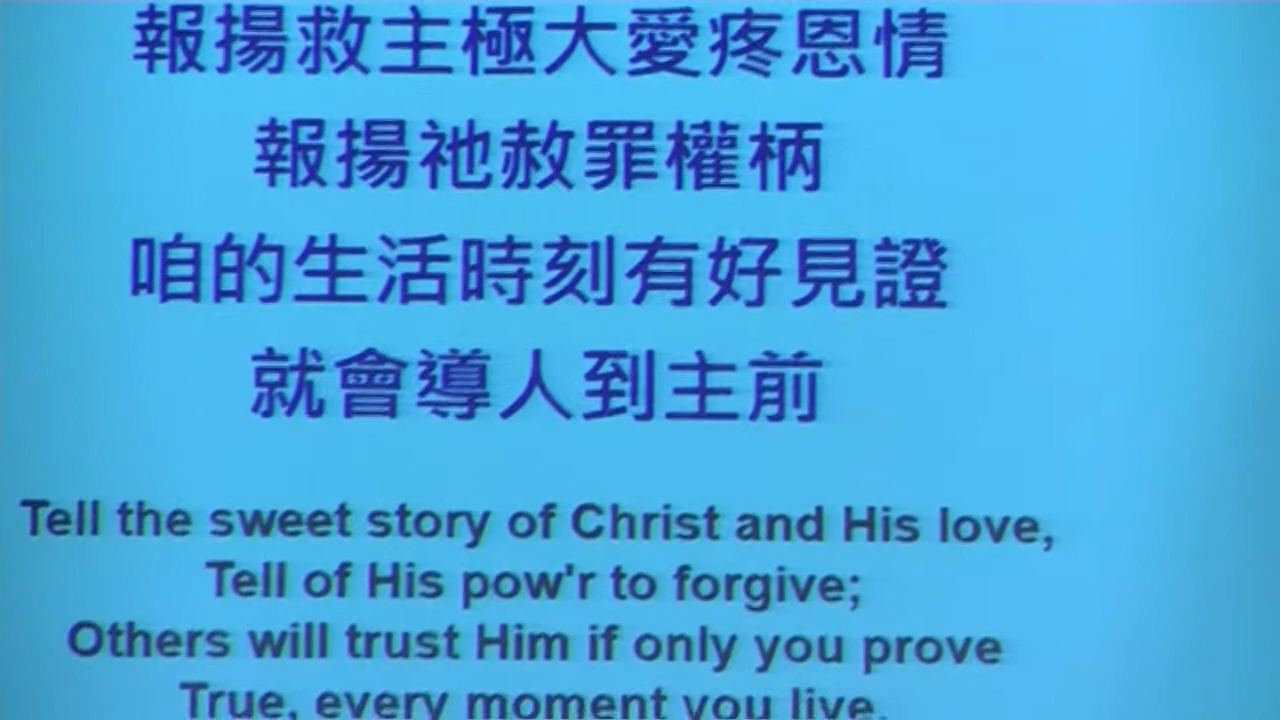 報揚救主極大愛疼恩情
報揚祂赦罪權柄
咱的生活時刻有好見證
就會導人到主前
Tell the sweet story of Christ and His love,
Tell of His pow'r to forgive;
Others will trust Him if only you prove
True, every moment you live.